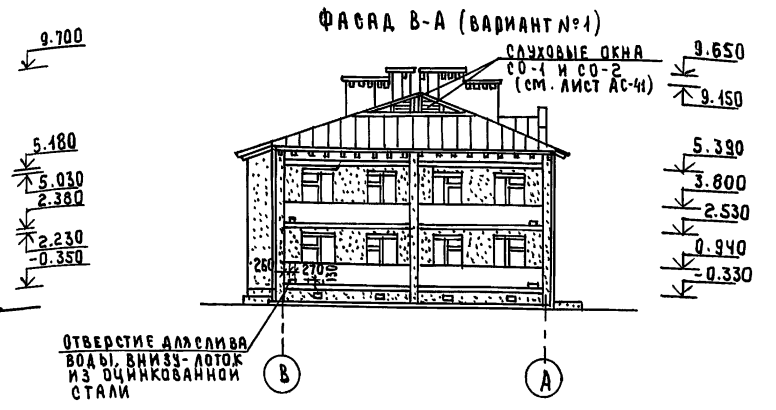 ФАСАД В-А (ВАРИАНТ №1)
СЛУХОВЫЕ ОКНА
СО-1 И СО-2
(СМ. ЛИСТ АС-41)
9.700
5.180
5.030
2.380
2.230
-0.350
9.650
9.150
5.390
3.800
2.530
0.940
-0.330
260
270
130
ОТВЕРСТИЕ ДЛЯ СЛИВА
ВОДЫ, ВНИЗУ-ЛОТОК
ИЗ ОЦИНКОВАННОЙ
СТАЛИ
В
А